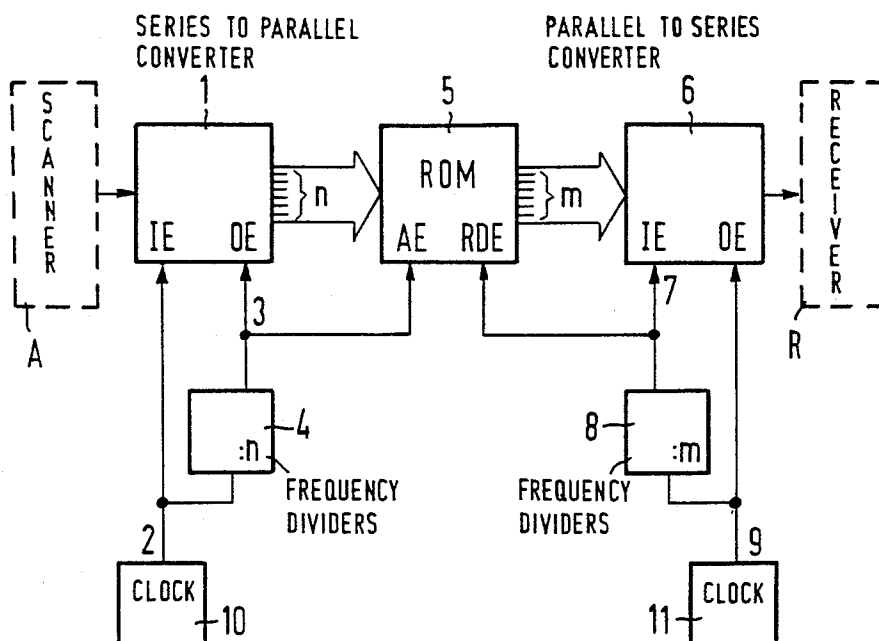 SERIES TO PARALLEL
CONVERTER
PARALLEL TO SERIES
CONVERTER
1
5
6
SCANNER
ROM
RECEIVER
n
m
IE OE
AE RDE
IE OE
A
3
7
R
4
:n
8
:m
FREQUENCY
DIVIDERS
FREQUENCY
DIVIDERS
2
9
CLOCK
10
CLOCK
11